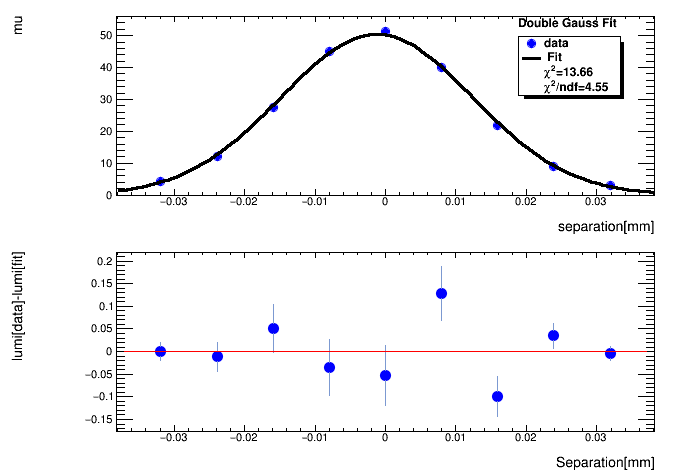 mu
Double Gauss Fit
data
Fit
χ²=13.66
χ²/ndf=4.55
50
40
30
20
10
0
−0.03 −0.02 −0.01 0 0.01 0.02 0.03
separation[mm]
lumi[data]-lumi[fit]
0.2
0.15
0.1
0.05
0
−0.05
−0.1
−0.15
−0.03 −0.02 −0.01 0 0.01 0.02 0.03
Separation[mm]